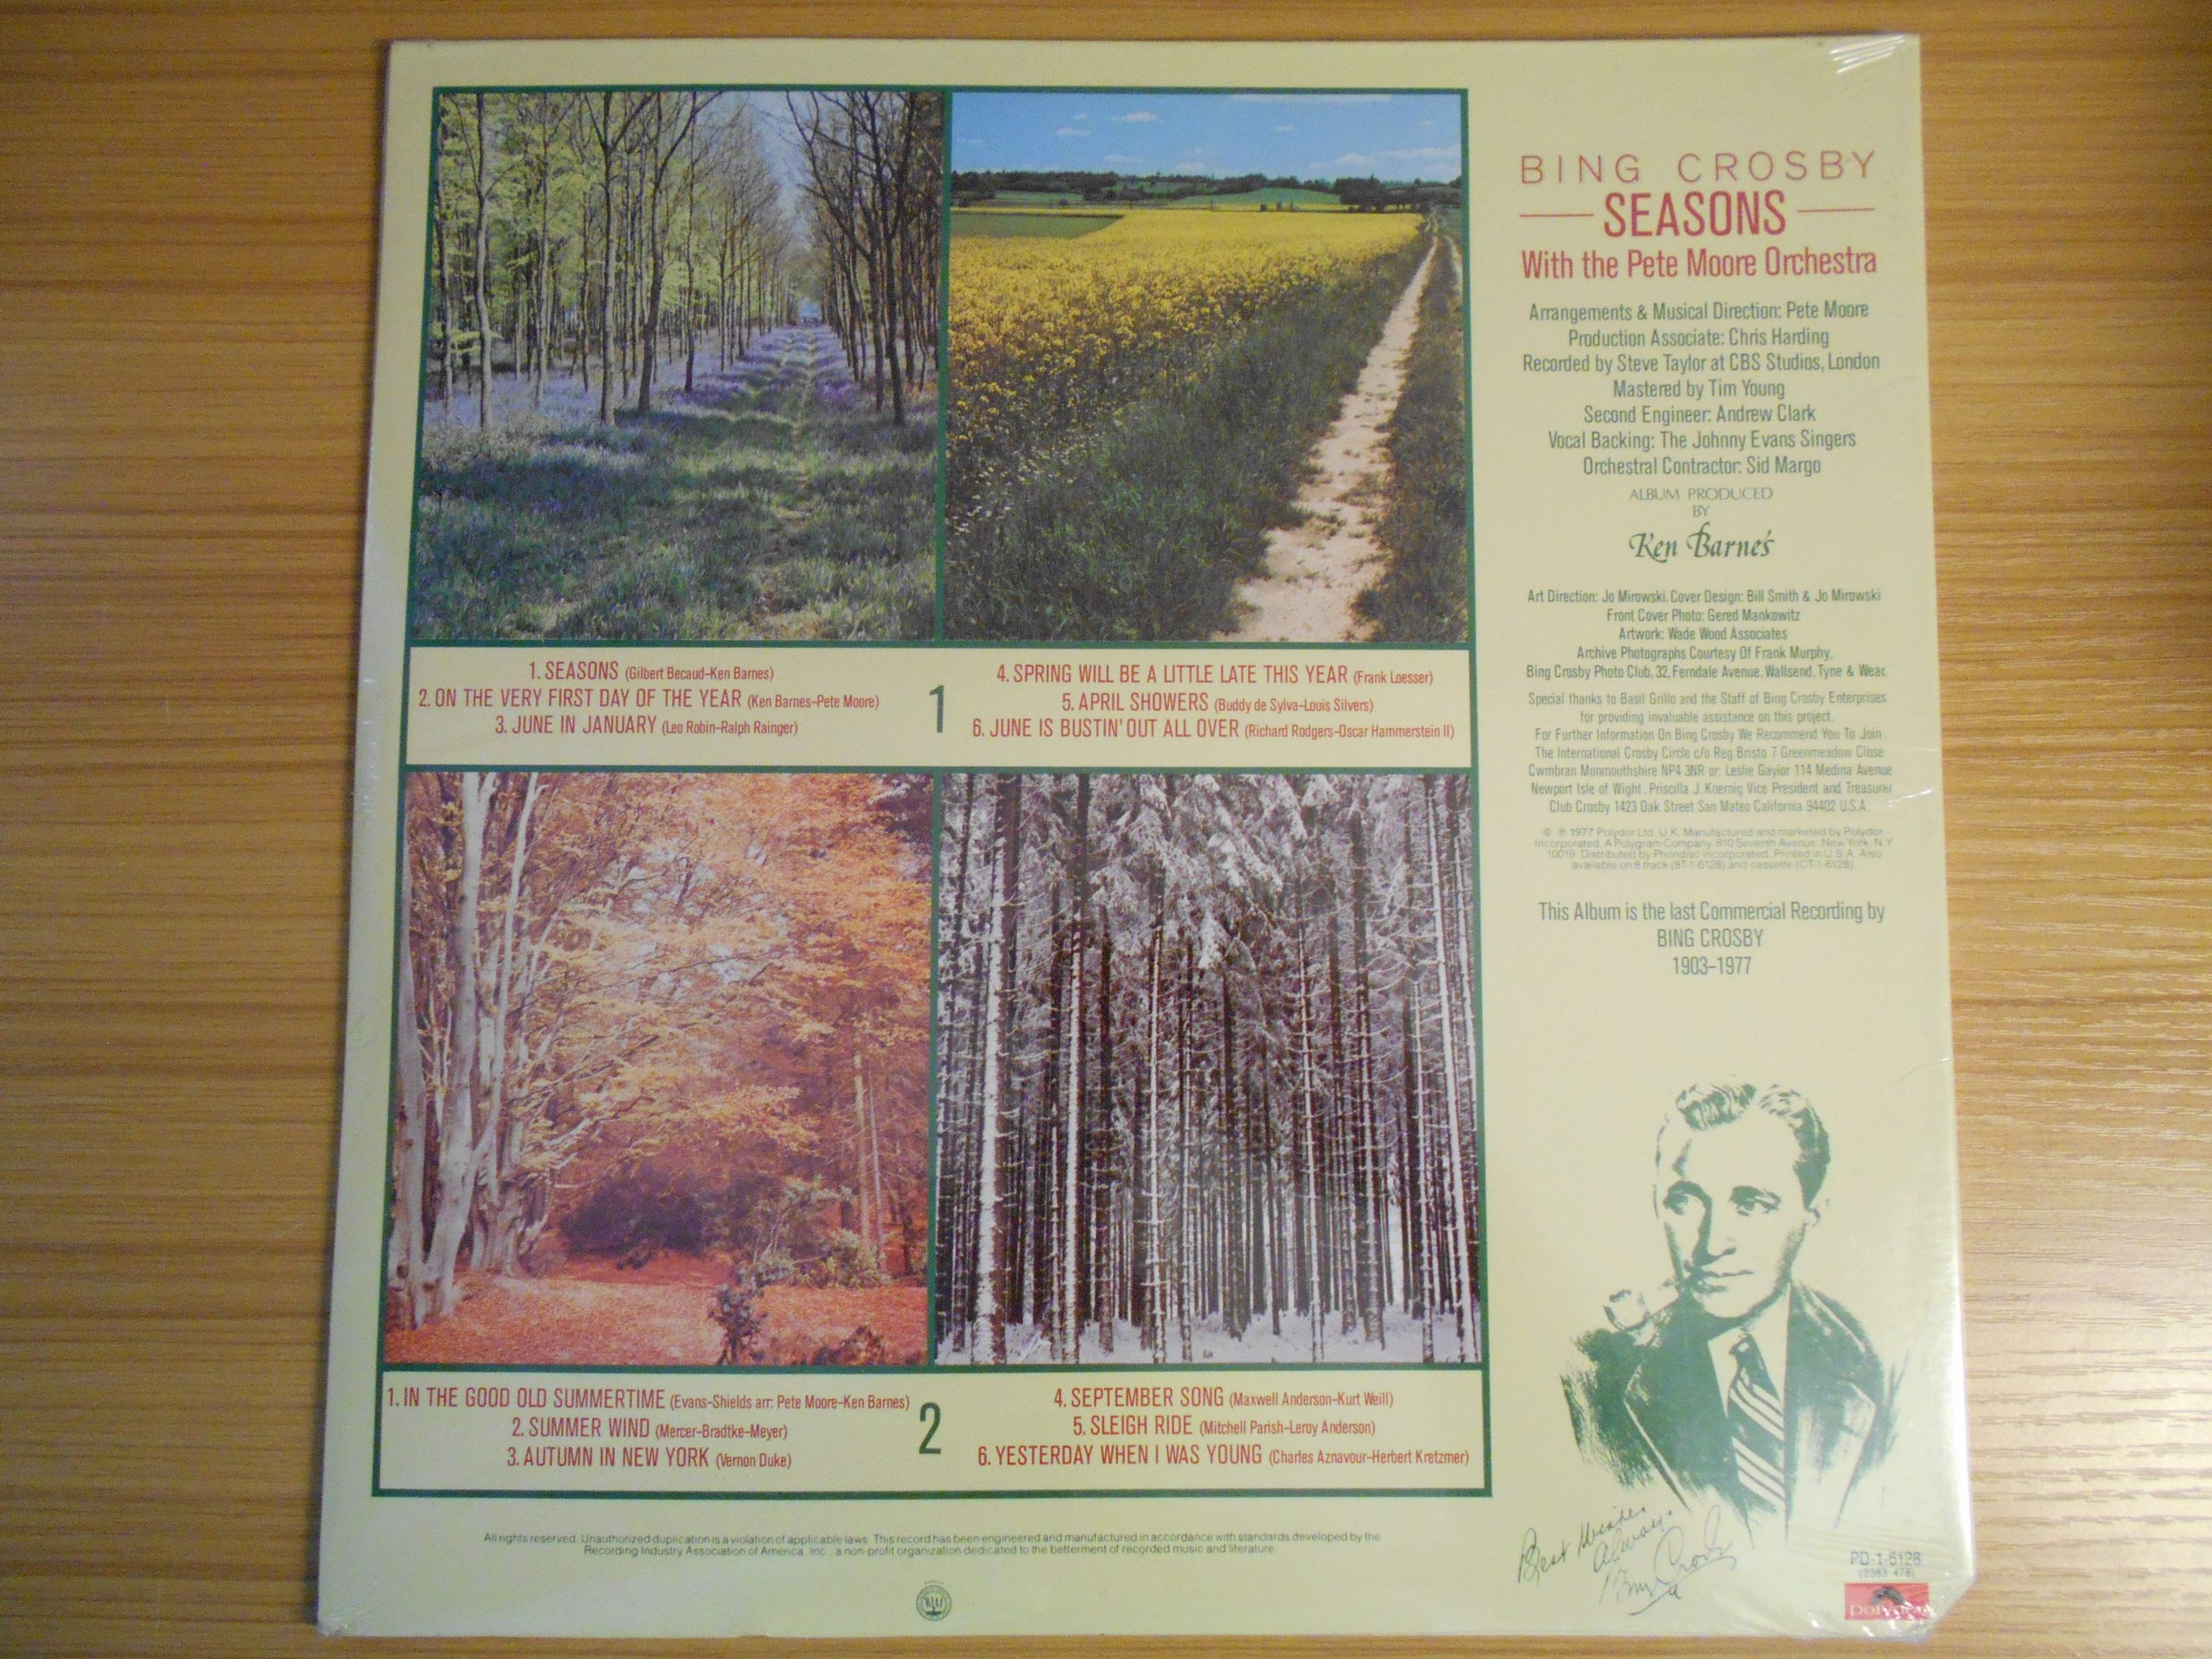 BING CROSBY
SEASONS
With the Pete Moore Orchestra
Arrangements & Musical Direction: Pete Moore
Production Associate: Chris Harding
Recorded by Steve Taylor at CBS Studios, London
Mastered by Tim Young
Second Engineer: Andrew Clark
Vocal Backing: The Johnny Evans Singers
Orchestral Contractor: Sid Margo
ALBUM PRODUCED
BY
Ken Barnes
Art Direction: Jo Mirowski. Cover Design: Bill Smith & Jo Mirowski
Front Cover Photo: Gered Mankowitz
Artwork: Wade Wood Associates
Archive Photographs Courtesy Of Frank Murphy,
Bing Crosby Photo Club, 32, Ferndale Avenue, Wallsend, Tyne & Wear.
Special thanks to Basil Grillo and the Staff of Bing Crosby Enterprises
for providing invaluable assistance on this project.
For Further Information On Bing Crosby We Recommend You To Join
The International Crosby Circle c/o Reg Bristo 7 Greenmeadow Close
Cwmbran Monmouthshire NP4 3NR or: Leslie Gaylor 114 Medina Avenue
Newport Isle of Wight. Priscilla J. Koernig Vice President and Treasurer
Club Crosby 1423 Oak Street San Mateo California 94402 U.S.A.
© ℗ 1977 Polydor Ltd. U.K. Manufactured and marketed by Polydor
Incorporated. A Polygram Company. 810 Seventh Avenue. New York. N.Y.
10019. Distributed by Phonodisc Incorporated. Printed in U.S.A. Also
available on 8 track (8T-1-6128) and cassette (CT-1-6128)
This Album is the last Commercial Recording by
BING CROSBY
1903–1977
1. SEASONS (Gilbert Becaud–Ken Barnes)
2. ON THE VERY FIRST DAY OF THE YEAR (Ken Barnes–Pete Moore)
3. JUNE IN JANUARY (Leo Robin–Ralph Rainger)
1
4. SPRING WILL BE A LITTLE LATE THIS YEAR (Frank Loesser)
5. APRIL SHOWERS (Buddy de Sylva–Louis Silvers)
6. JUNE IS BUSTIN' OUT ALL OVER (Richard Rodgers–Oscar Hammerstein II)
1. IN THE GOOD OLD SUMMERTIME (Evans–Shields arr: Pete Moore–Ken Barnes)
2. SUMMER WIND (Mercer–Bradtke–Meyer)
3. AUTUMN IN NEW YORK (Vernon Duke)
2
4. SEPTEMBER SONG (Maxwell Anderson–Kurt Weill)
5. SLEIGH RIDE (Mitchell Parish–Leroy Anderson)
6. YESTERDAY WHEN I WAS YOUNG (Charles Aznavour–Herbert Kretzmer)
All rights reserved. Unauthorized duplication is a violation of applicable laws. This record has been engineered and manufactured in accordance with standards developed by the
Recording Industry Association of America, Inc., a non-profit organization dedicated to the betterment of recorded music and literature.
Best Wishes
Always
Bing Crosby
PD-1-6128
(2383 478)
polydor